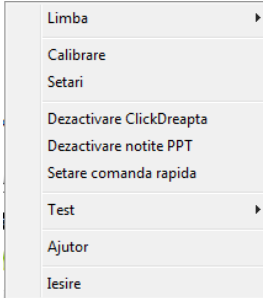 Limba
Calibrare
Setari
Dezactivare ClickDreapta
Dezactivare notite PPT
Setare comanda rapida
Test
Ajutor
Iesire